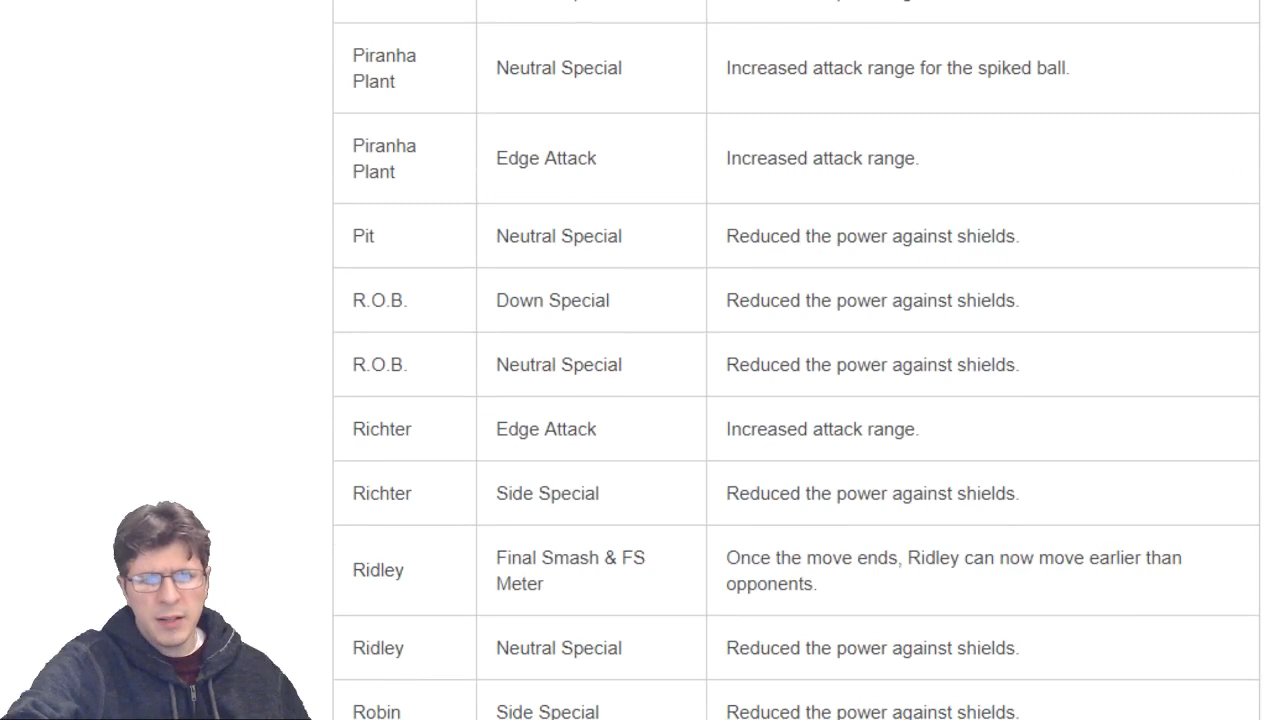 Piranha
Plant
Neutral Special
Increased attack range for the spiked ball.
Piranha
Plant
Edge Attack
Increased attack range.
Pit
Neutral Special
Reduced the power against shields.
R.O.B.
Down Special
Reduced the power against shields.
R.O.B.
Neutral Special
Reduced the power against shields.
Richter
Edge Attack
Increased attack range.
Richter
Side Special
Reduced the power against shields.
Ridley
Final Smash & FS
Meter
Once the move ends, Ridley can now move earlier than
opponents.
Ridley
Neutral Special
Reduced the power against shields.
Robin
Side Special
Reduced the power against shields.